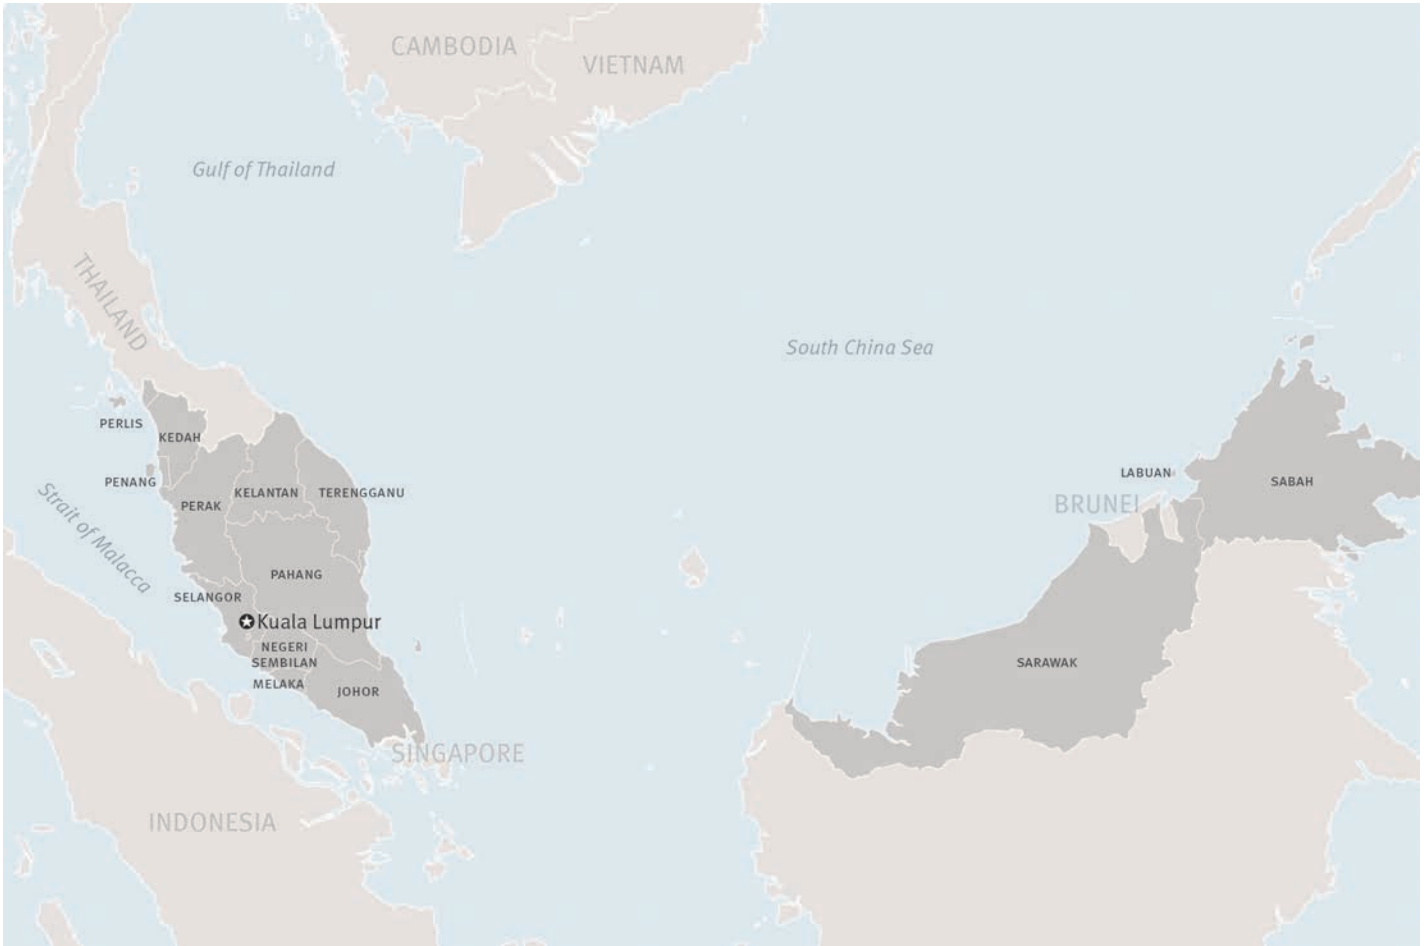 CAMBODIA
VIETNAM
Gulf of Thailand
THAILAND
South China Sea
PERLIS
KEDAH
PENANG
PERAK
KELANTAN
TERENGGANU
LABUAN
SABAH
BRUNEI
Strait of Malacca
PAHANG
SELANGOR
Kuala Lumpur
NEGERI
SEMBILAN
MELAKA
JOHOR
SARAWAK
SINGAPORE
INDONESIA